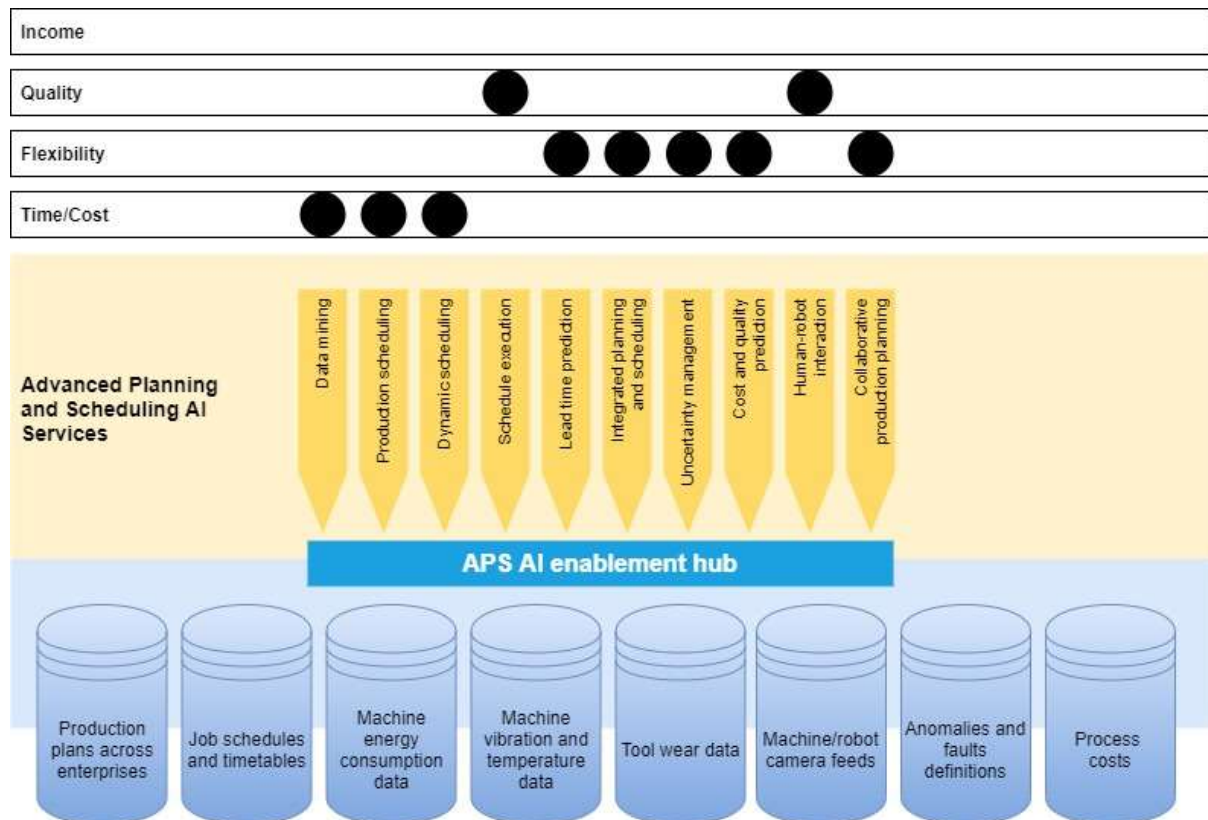 Income
Quality
Flexibility
Time/Cost
Advanced Planning
and Scheduling AI
Services
Data mining
Production scheduling
Dynamic scheduling
Schedule execution
Lead time prediction
Integrated planning
and scheduling
Uncertainty management
Cost and quality
prediction
Human-robot
interaction
Collaborative
production planning
APS AI enablement hub
Production
plans across
enterprises
Job schedules
and timetables
Machine
energy
consumption
data
Machine
vibration and
temperature
data
Tool wear data
Machine/robot
camera feeds
Anomalies and
faults
definitions
Process
costs